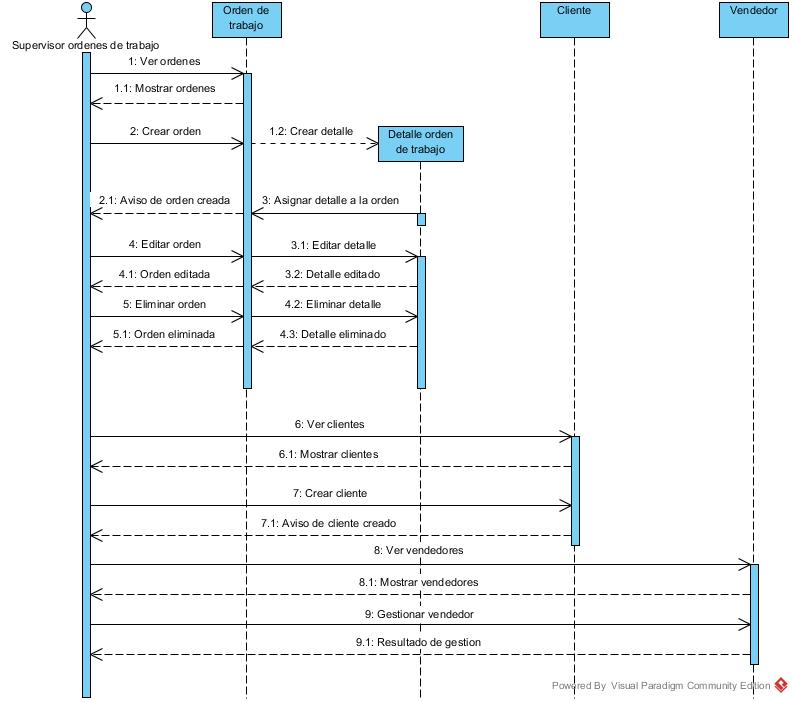 Orden de
trabajo
Cliente
Vendedor
Supervisor ordenes de trabajo
1: Ver ordenes
1.1: Mostrar ordenes
2: Crear orden
1.2: Crear detalle
Detalle orden
de trabajo
2.1: Aviso de orden creada
3: Asignar detalle a la orden
4: Editar orden
3.1: Editar detalle
4.1: Orden editada
3.2: Detalle editado
5: Eliminar orden
4.2: Eliminar detalle
5.1: Orden eliminada
4.3: Detalle eliminado
6: Ver clientes
6.1: Mostrar clientes
7: Crear cliente
7.1: Aviso de cliente creado
8: Ver vendedores
8.1: Mostrar vendedores
9: Gestionar vendedor
9.1: Resultado de gestion
Powered By Visual Paradigm Community Edition